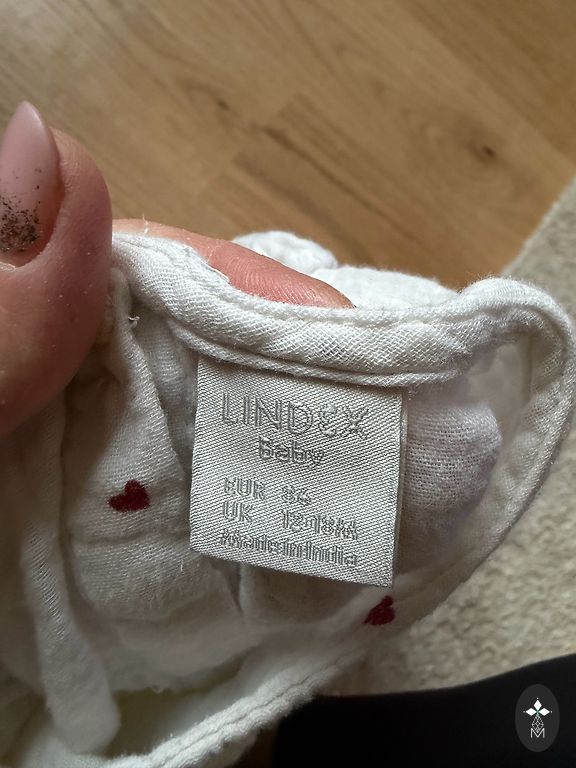 LINDEX
Baby
EUR 86
UK 12-18M
Made in India